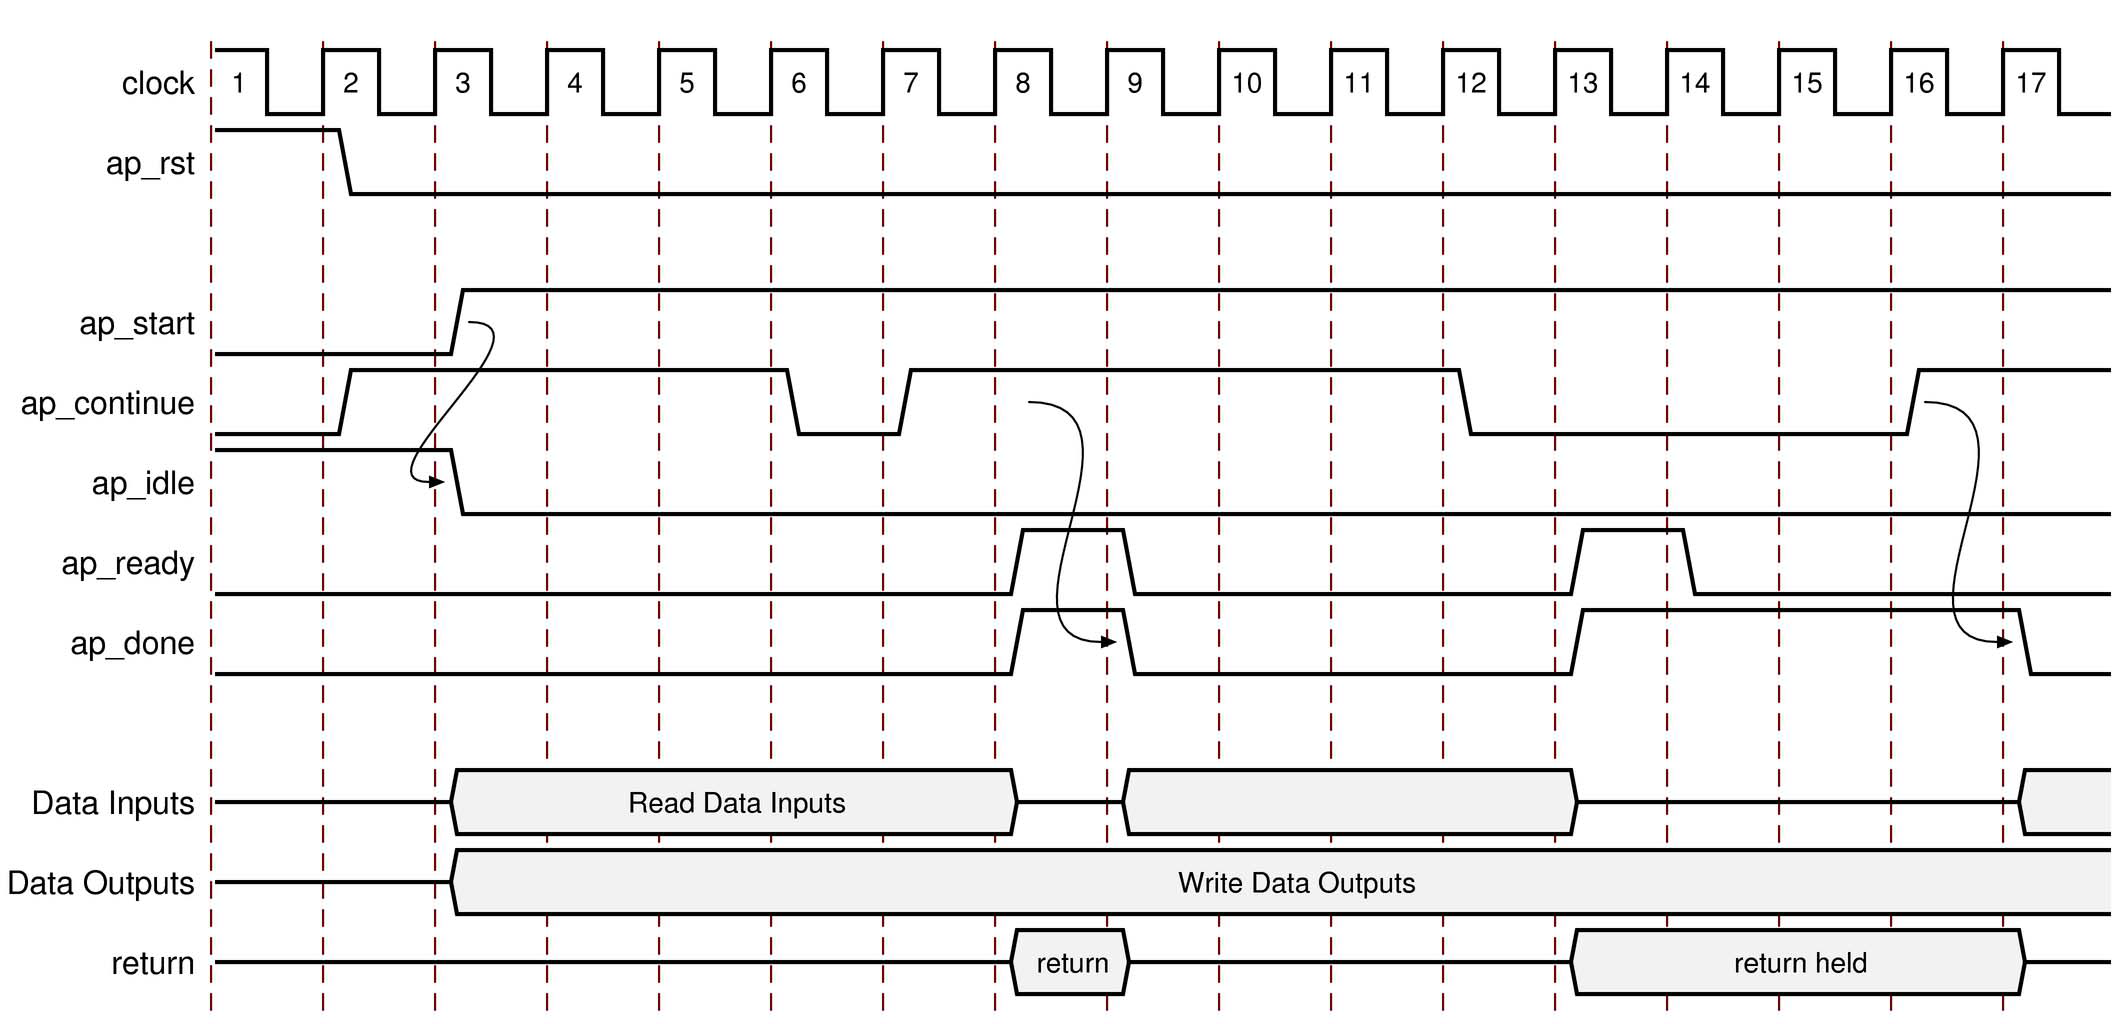 clock 1 2 3 4 5 6 7 8 9 10 11 12 13 14 15 16 17
ap_rst
ap_start
ap_continue
ap_idle
ap_ready
ap_done
Data Inputs Read Data Inputs
Data Outputs Write Data Outputs
return return return held